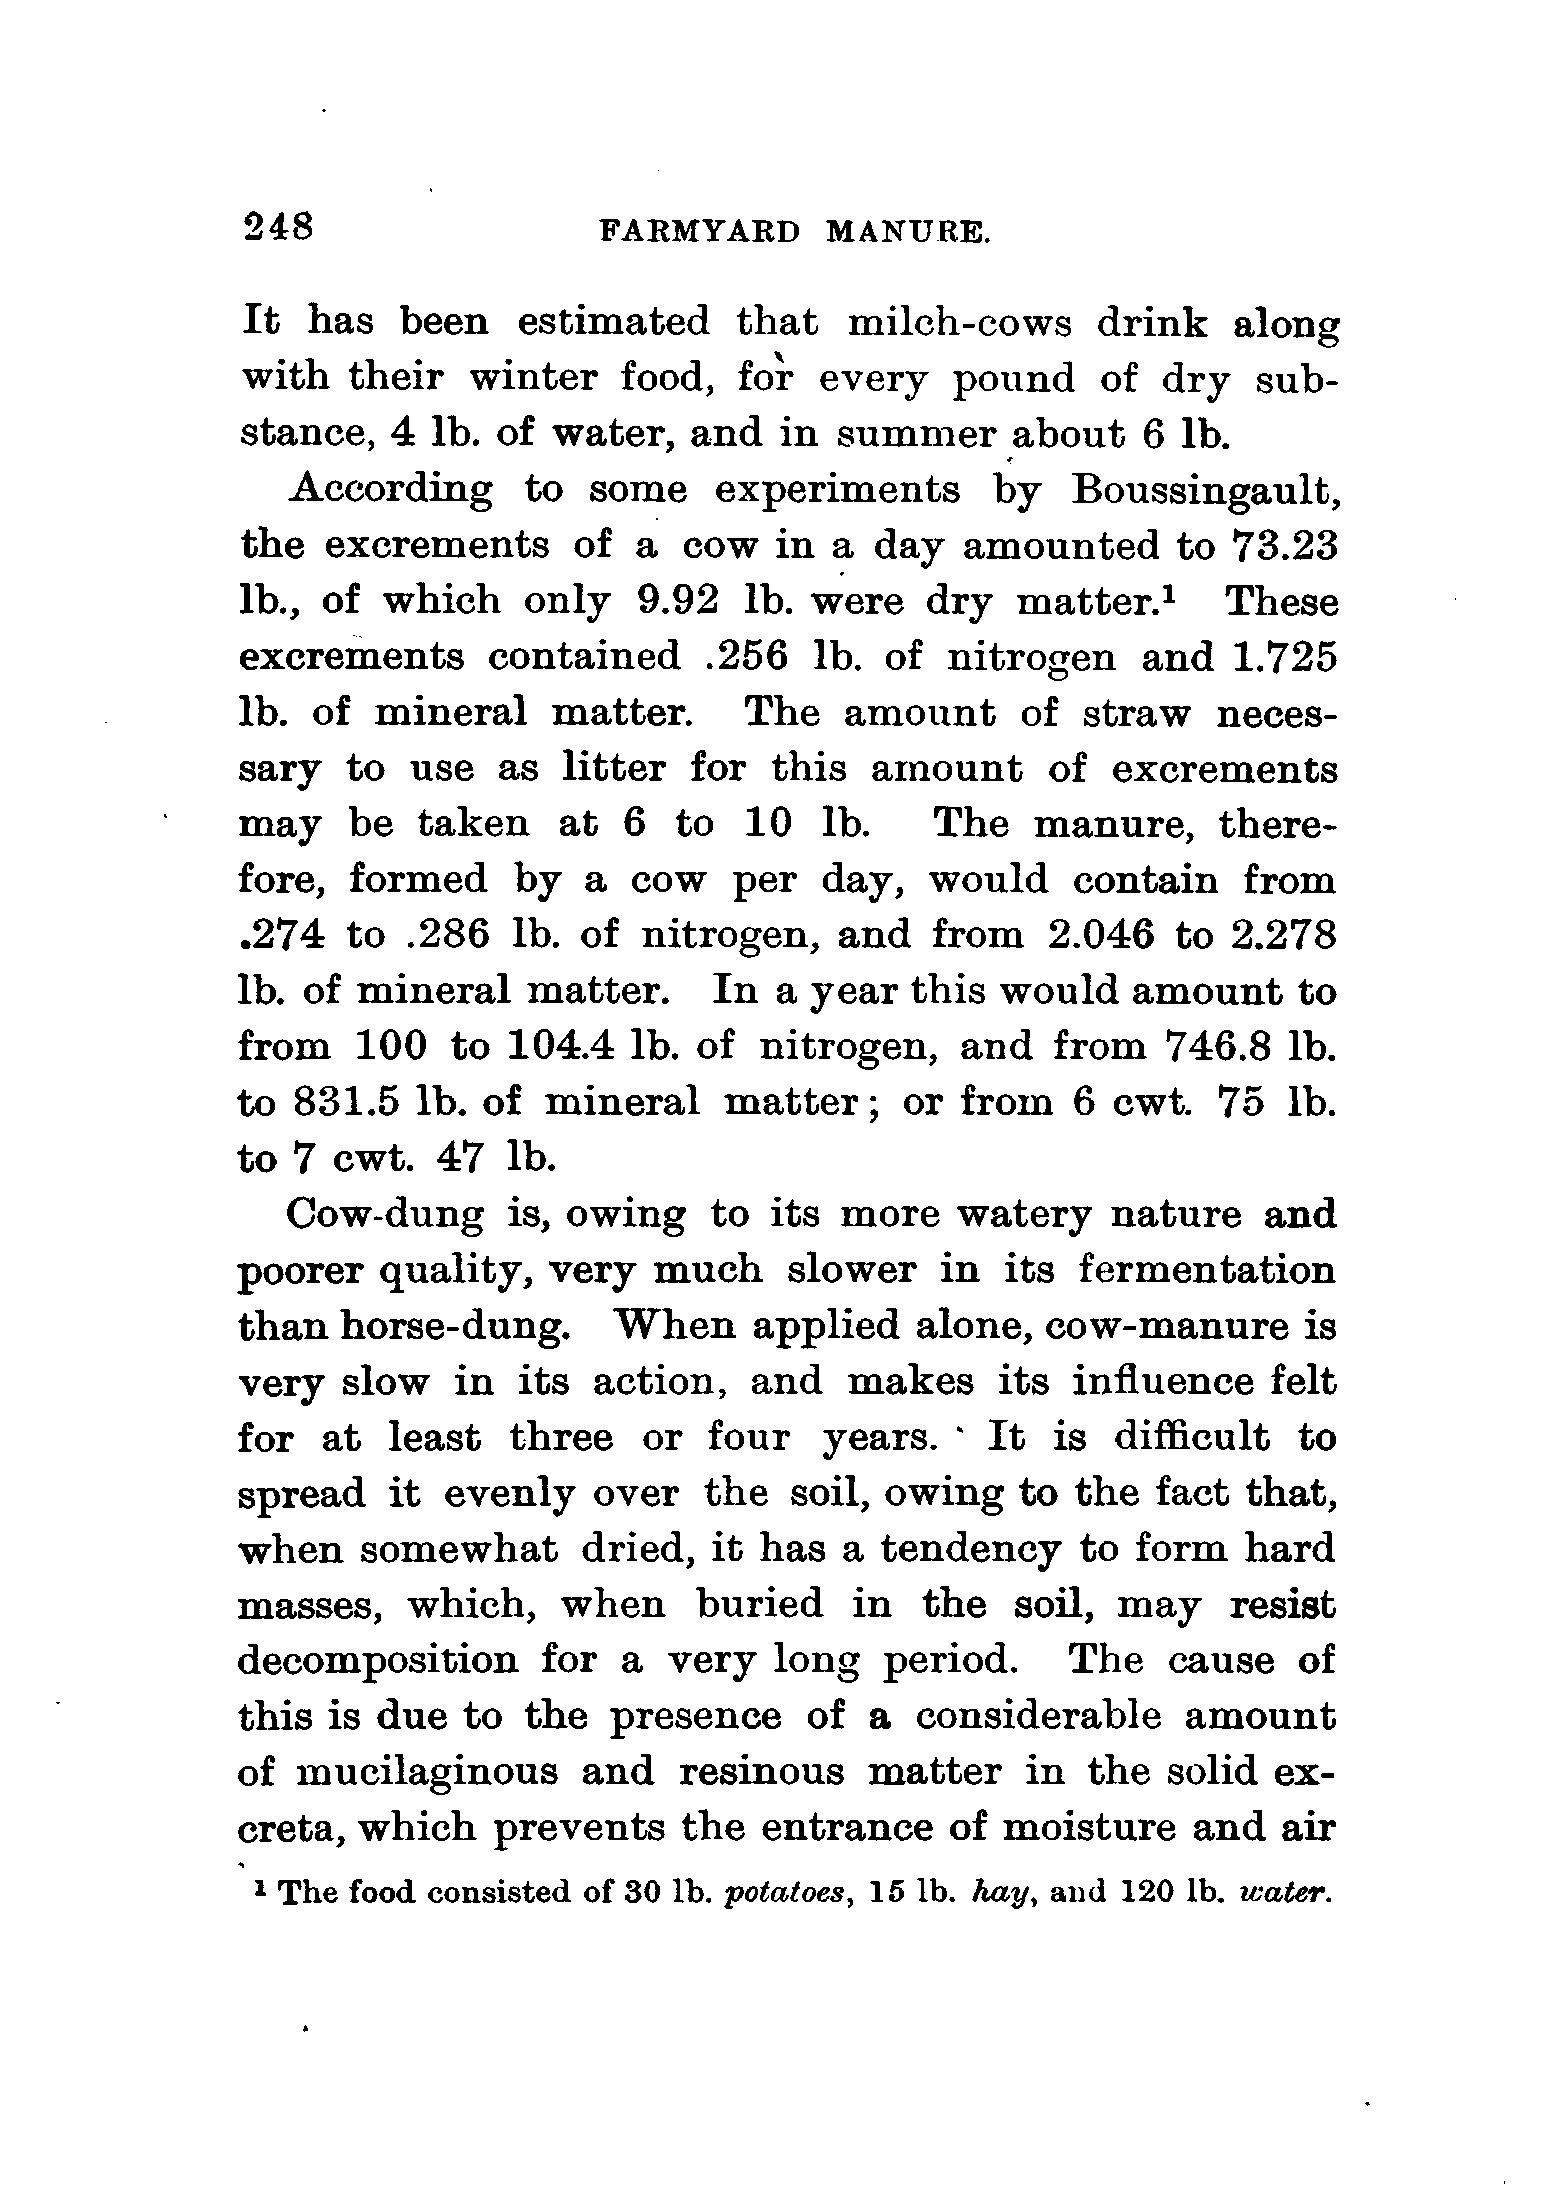 248 FARMYARD MANURE.
It has been estimated that milch-cows drink along
with their winter food, for every pound of dry sub-
stance, 4 lb. of water, and in summer about 6 lb.
According to some experiments by Boussingault,
the excrements of a cow in a day amounted to 73.23
lb., of which only 9.92 lb. were dry matter.¹ These
excrements contained .256 lb. of nitrogen and 1.725
lb. of mineral matter. The amount of straw neces-
sary to use as litter for this amount of excrements
may be taken at 6 to 10 lb. The manure, there-
fore, formed by a cow per day, would contain from
.274 to .286 lb. of nitrogen, and from 2.046 to 2.278
lb. of mineral matter. In a year this would amount to
from 100 to 104.4 lb. of nitrogen, and from 746.8 lb.
to 831.5 lb. of mineral matter; or from 6 cwt. 75 lb.
to 7 cwt. 47 lb.
Cow-dung is, owing to its more watery nature and
poorer quality, very much slower in its fermentation
than horse-dung. When applied alone, cow-manure is
very slow in its action, and makes its influence felt
for at least three or four years. It is difficult to
spread it evenly over the soil, owing to the fact that,
when somewhat dried, it has a tendency to form hard
masses, which, when buried in the soil, may resist
decomposition for a very long period. The cause of
this is due to the presence of a considerable amount
of mucilaginous and resinous matter in the solid ex-
creta, which prevents the entrance of moisture and air
¹ The food consisted of 30 lb. potatoes, 15 lb. hay, and 120 lb. water.